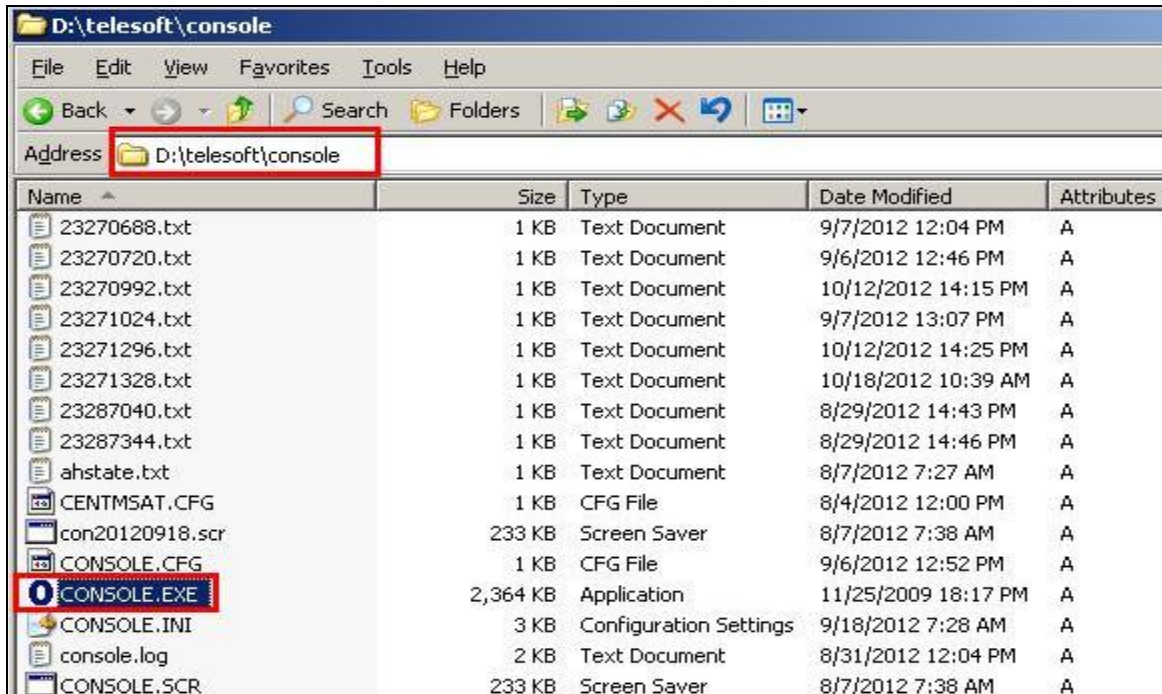 D:\telesoft\console
File Edit View Favorites Tools Help
Back Search Folders
Address D:\telesoft\console
Name Size Type Date Modified Attributes
23270688.txt 1 KB Text Document 9/7/2012 12:04 PM A
23270720.txt 1 KB Text Document 9/6/2012 12:46 PM A
23270992.txt 1 KB Text Document 10/12/2012 14:15 PM A
23271024.txt 1 KB Text Document 9/7/2012 13:07 PM A
23271296.txt 1 KB Text Document 10/12/2012 14:25 PM A
23271328.txt 1 KB Text Document 10/18/2012 10:39 AM A
23287040.txt 1 KB Text Document 8/29/2012 14:43 PM A
23287344.txt 1 KB Text Document 8/29/2012 14:46 PM A
ahstate.txt 1 KB Text Document 8/7/2012 7:27 AM A
CENTMSAT.CFG 1 KB CFG File 8/4/2012 12:00 PM A
con20120918.scr 233 KB Screen Saver 8/7/2012 7:38 AM A
CONSOLE.CFG 1 KB CFG File 9/6/2012 12:52 PM A
CONSOLE.EXE 2,364 KB Application 11/25/2009 18:17 PM A
CONSOLE.INI 3 KB Configuration Settings 9/18/2012 7:28 AM A
console.log 2 KB Text Document 8/31/2012 12:04 PM A
CONSOLE.SCR 233 KB Screen Saver 8/7/2012 7:38 AM A